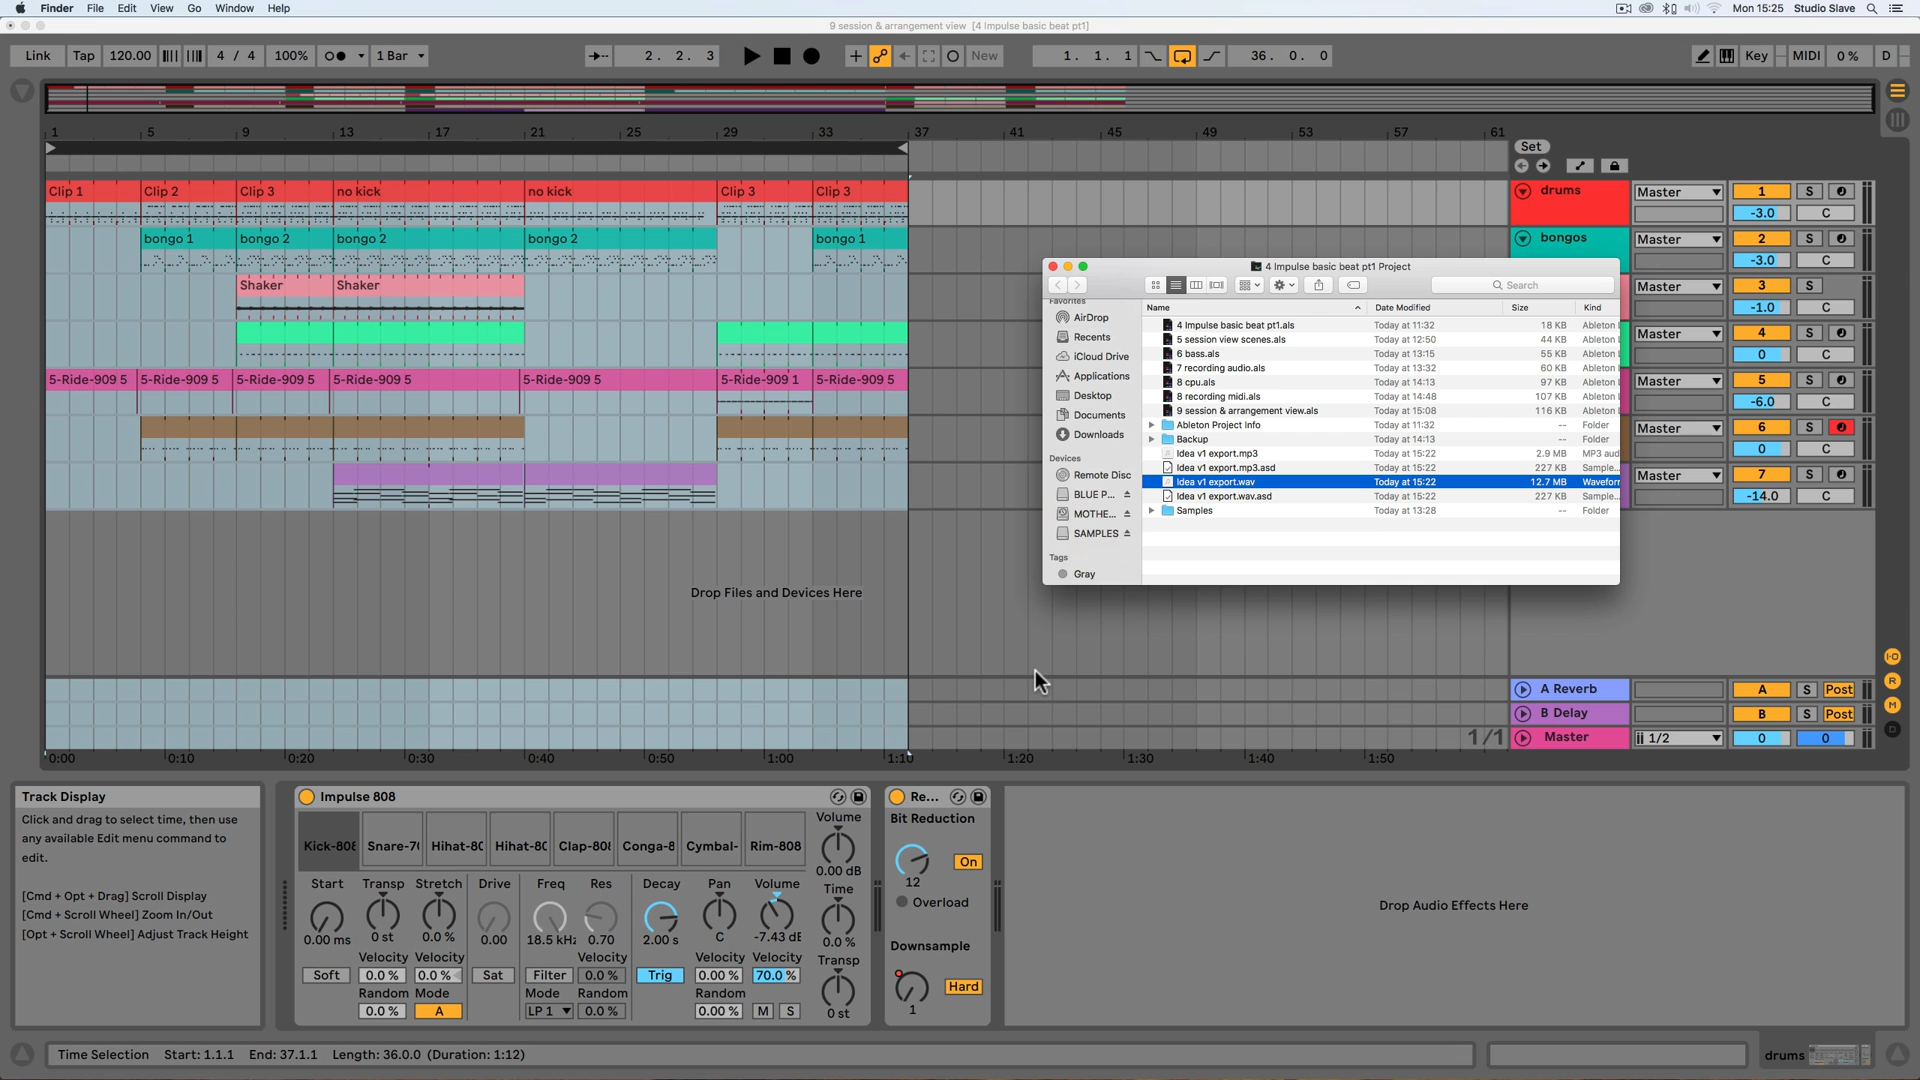 Finder File Edit View Go Window Help
Mon 15:25 Studio Slave
9 session & arrangement view [4 Impulse basic beat pt1]
Link Tap 120.00 4 / 4 100% 1 Bar 2. 2. 3 New 1. 1. 1 36. 0. 0 Key MIDI 0 % D
1 5 9 13 17 21 25 29 33 37 41 45 49 53 57 61
Set
Clip 1 Clip 2 Clip 3 no kick no kick Clip 3 Clip 3
drums Master 1 S
-3.0 C
bongo 1 bongo 2 bongo 2 bongo 2 bongo 1
bongos Master 2 S
-3.0 C
Shaker Shaker
Master 3 S
-1.0 C
Master 4 S
0 C
5-Ride-909 5 5-Ride-909 5 5-Ride-909 5 5-Ride-909 5 5-Ride-909 5 5-Ride-909 1 5-Ride-909 5
Master 5 S
-6.0 C
Master 6 S
0 C
Master 7 S
-14.0 C
4 Impulse basic beat pt1 Project
Search
Favorites
AirDrop
Recents
iCloud Drive
Applications
Desktop
Documents
Downloads
Devices
Remote Disc
BLUE P...
MOTHE...
SAMPLES
Tags
Gray
Name Date Modified Size Kind
4 Impulse basic beat pt1.als Today at 11:32 18 KB Ableton
5 session view scenes.als Today at 12:50 44 KB Ableton
6 bass.als Today at 13:15 55 KB Ableton
7 recording audio.als Today at 13:32 60 KB Ableton
8 cpu.als Today at 14:13 97 KB Ableton
8 recording midi.als Today at 14:48 107 KB Ableton
9 session & arrangement view.als Today at 15:08 116 KB Ableton
Ableton Project Info Today at 11:32 -- Folder
Backup Today at 14:13 -- Folder
Idea v1 export.mp3 Today at 15:22 2.9 MB MP3 aud
Idea v1 export.mp3.asd Today at 15:22 227 KB Sample...
Idea v1 export.wav Today at 15:22 12.7 MB Wavefor
Idea v1 export.wav.asd Today at 15:22 227 KB Sample...
Samples Today at 13:28 -- Folder
Drop Files and Devices Here
A Reverb A S Post
B Delay B S Post
1/1 Master 1/2 0 0
0:00 0:10 0:20 0:30 0:40 0:50 1:00 1:10 1:20 1:30 1:40 1:50
I-O
R
M
D
Track Display
Click and drag to select time, then use
any available Edit menu command to
edit.
[Cmd + Opt + Drag] Scroll Display
[Cmd + Scroll Wheel] Zoom In/Out
[Opt + Scroll Wheel] Adjust Track Height
Impulse 808
Kick-808 Snare-70 Hihat-80 Hihat-80 Clap-808 Conga-8 Cymbal- Rim-808
Volume
0.00 dB
Start Transp Stretch Drive Freq Res Decay Pan Volume Time
0.00 ms 0 st 0.0 % 0.00 18.5 kHz 0.70 2.00 s C -7.43 dB 0.0 %
Velocity Velocity Velocity Velocity Velocity Transp
Soft 0.0 % 0.0 % Sat Filter 0.0 % Trig 0.00 % 70.0 %
Random Mode Mode Random Random
0.0 % A LP 1 0.0 % 0.00 % M S 0 st
Re...
Bit Reduction
On
12
Overload
Downsample
Hard
1
Drop Audio Effects Here
Time Selection Start: 1.1.1 End: 37.1.1 Length: 36.0.0 (Duration: 1:12)
drums